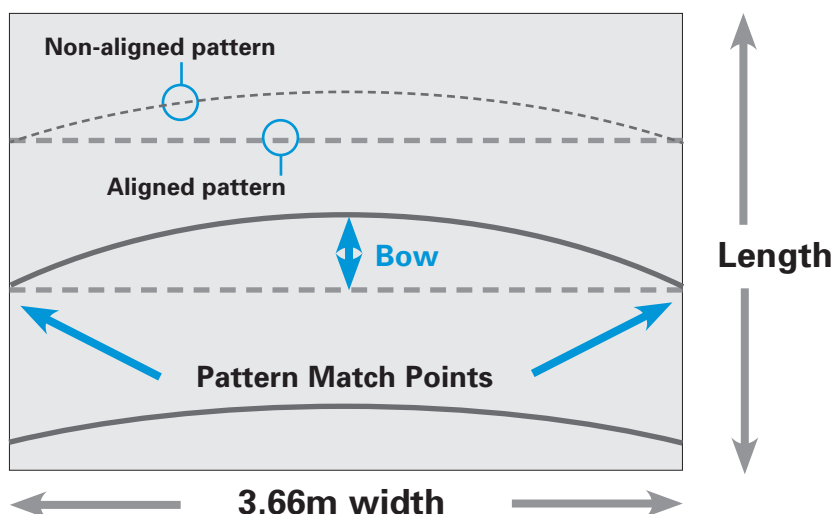 Non-aligned pattern
Aligned pattern
Bow
Length
Pattern Match Points
3.66m width